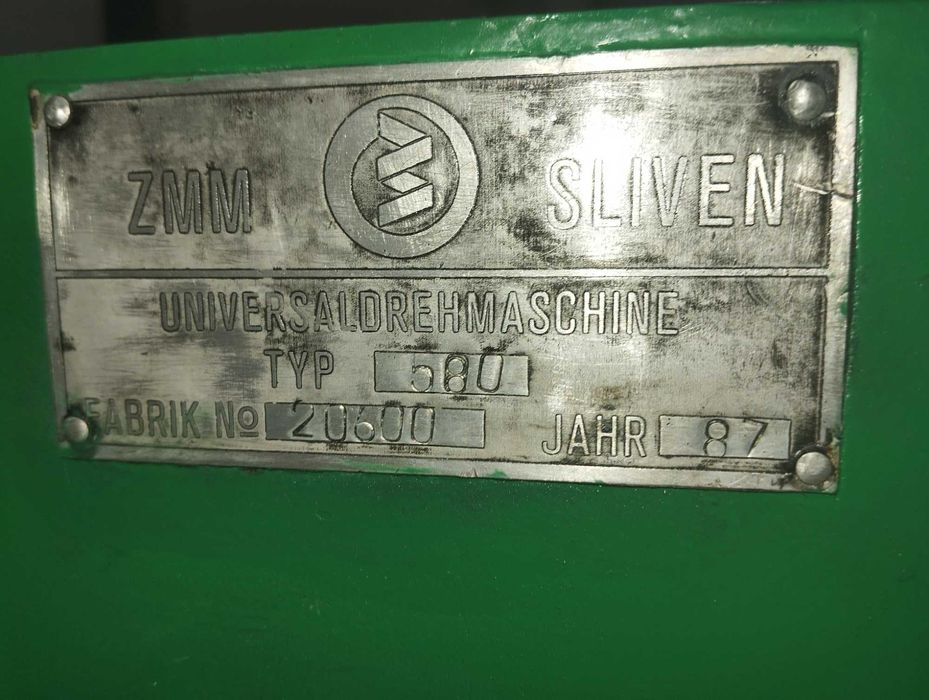 ZMM SLIVEN
UNIVERSALDREHMASCHINE
TYP 580
FABRIK No 20600 JAHR 87